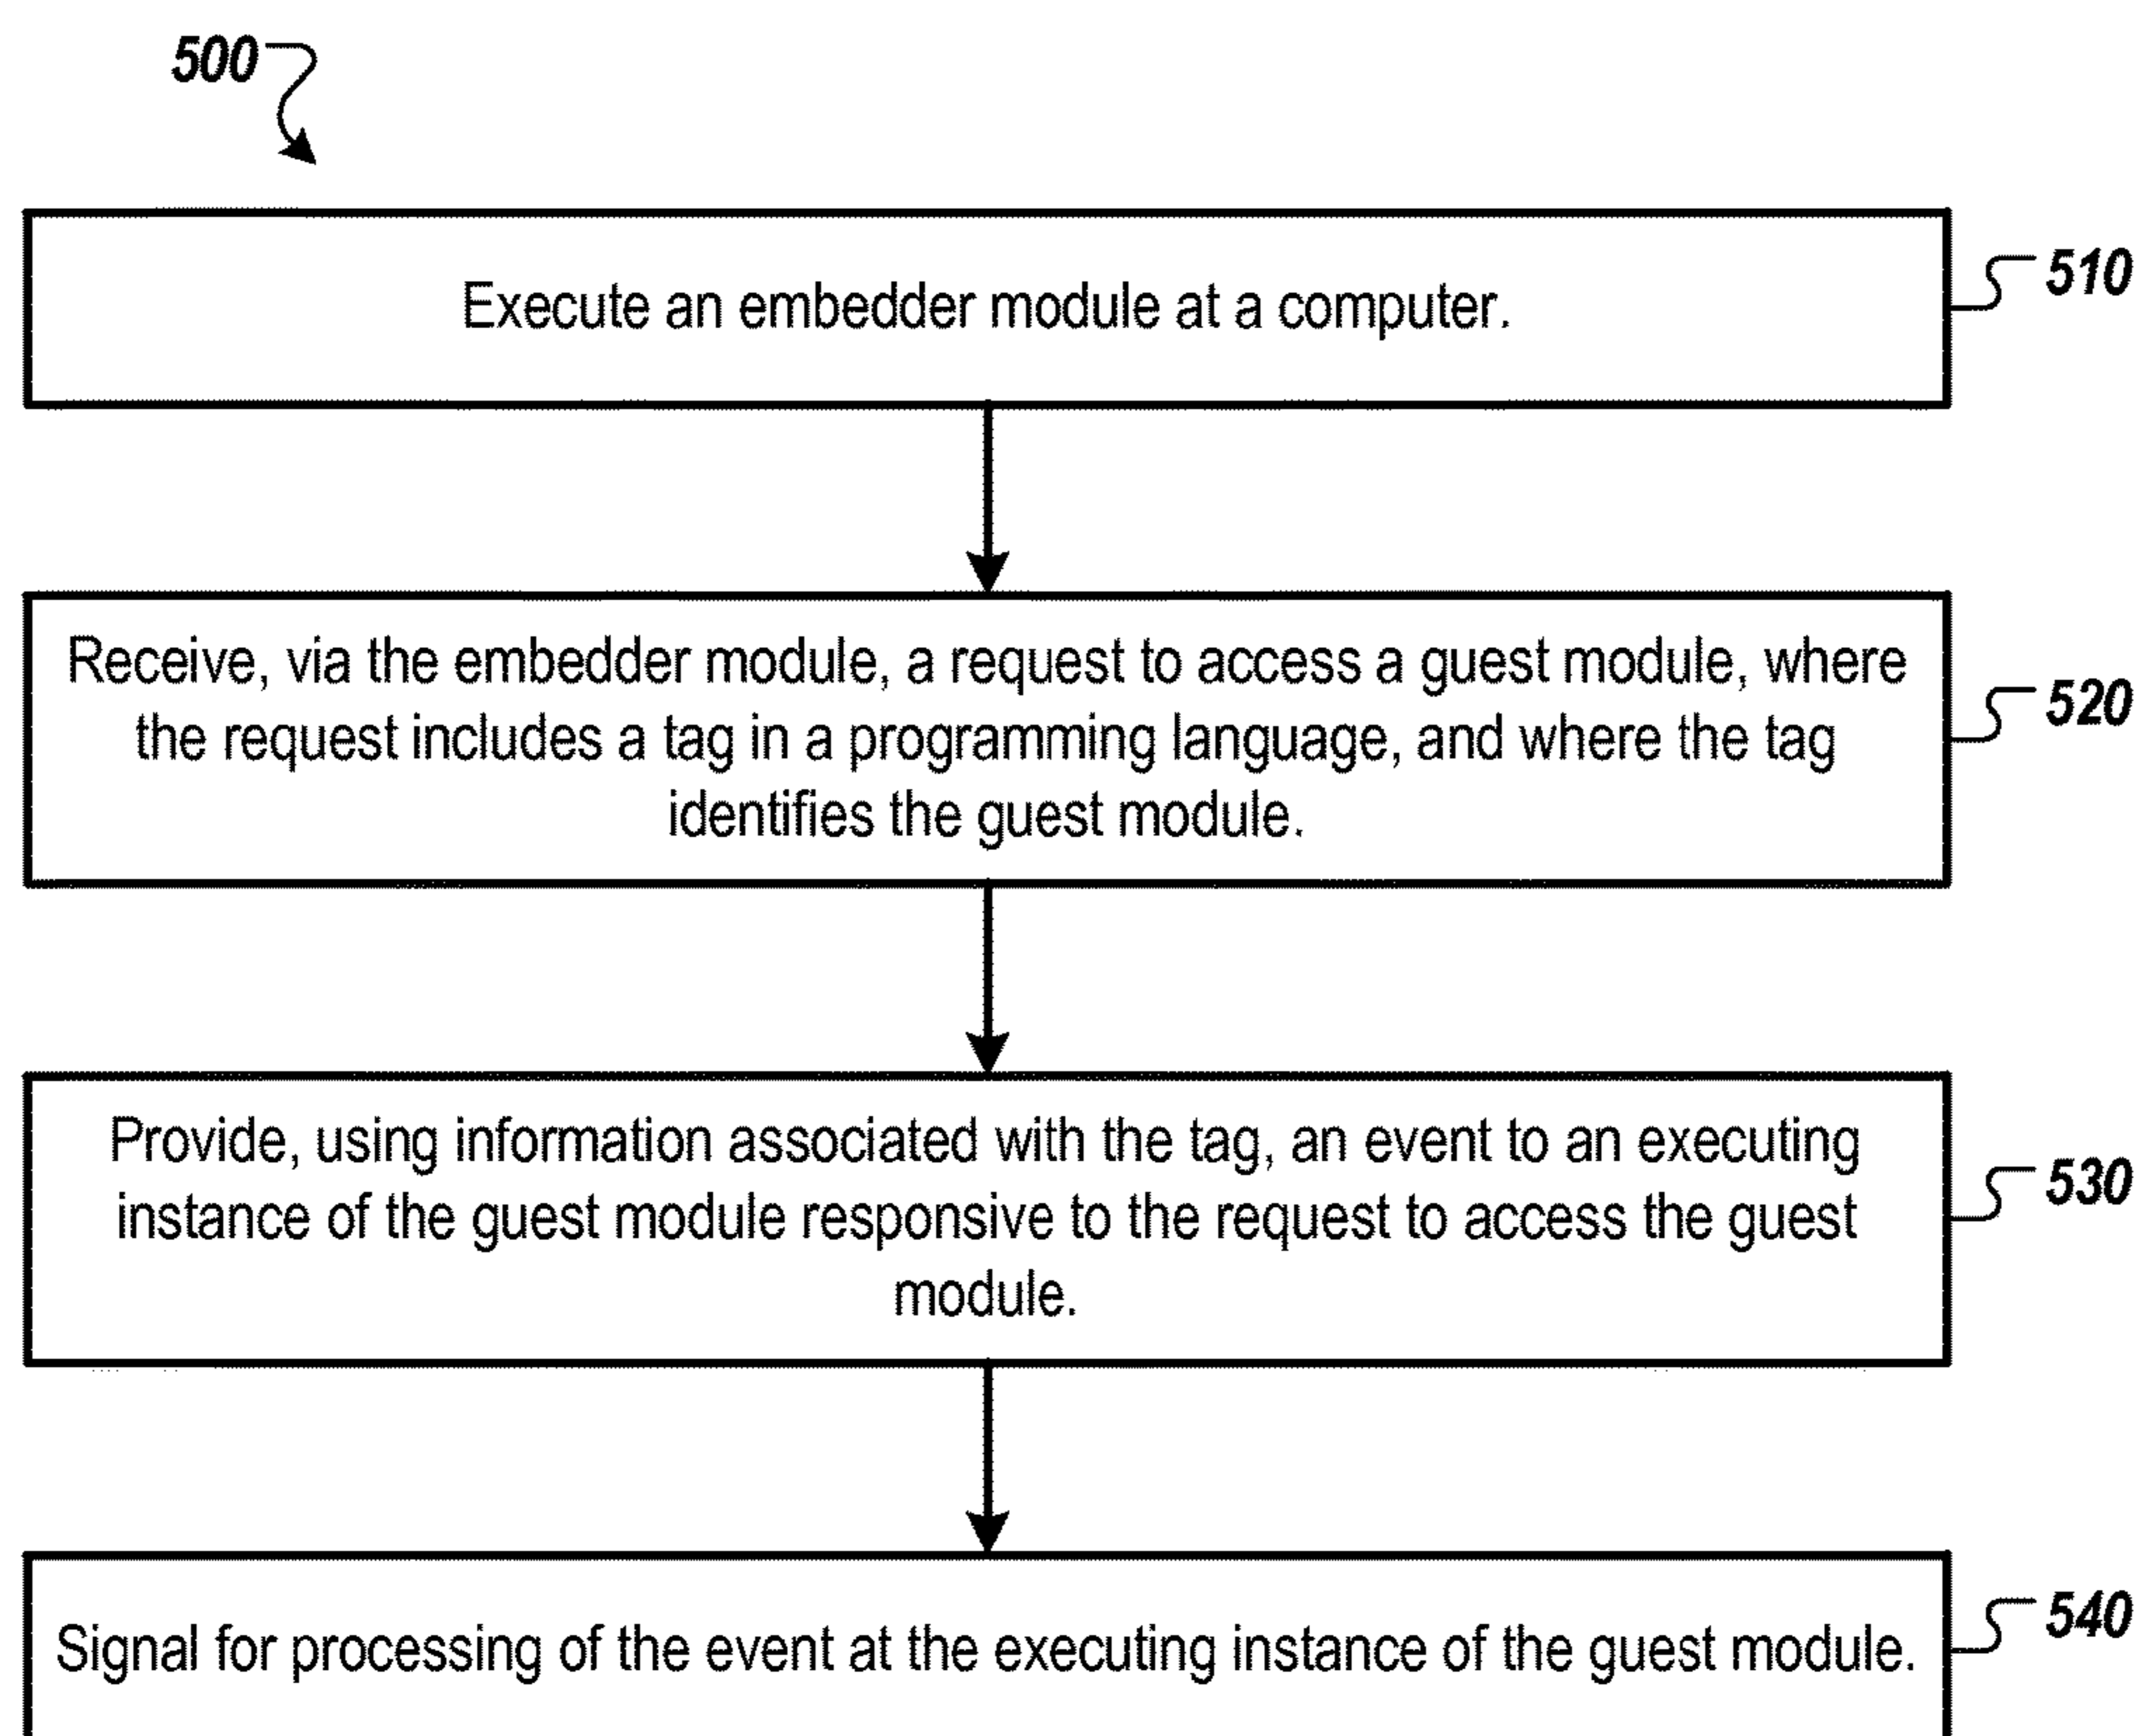 500
Execute an embedder module at a computer.
510
Receive, via the embedder module, a request to access a guest module, where
the request includes a tag in a programming language, and where the tag
identifies the guest module.
520
Provide, using information associated with the tag, an event to an executing
instance of the guest module responsive to the request to access the guest
module.
530
Signal for processing of the event at the executing instance of the guest module.
540